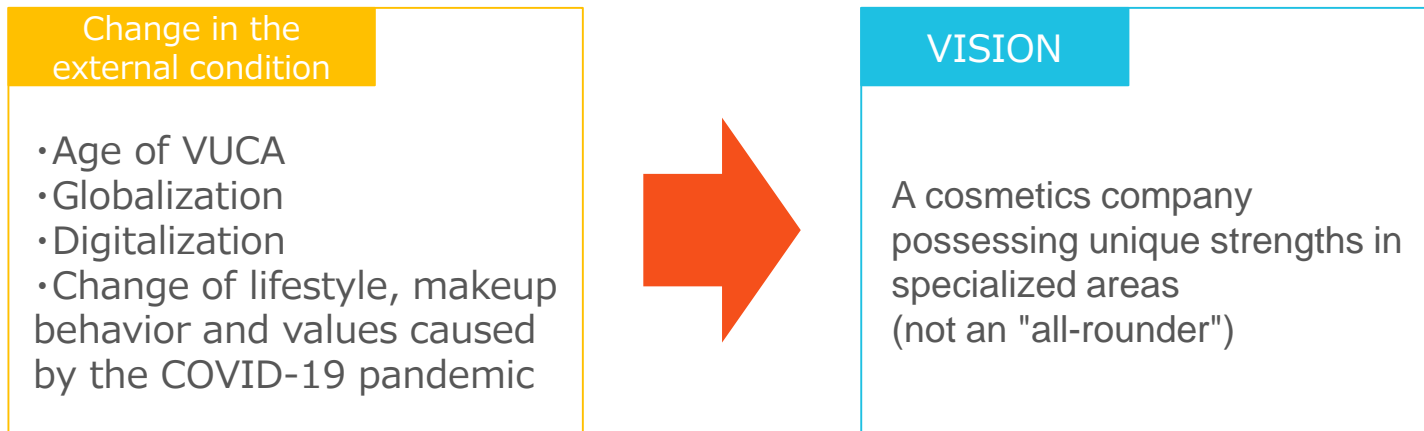 Change in the
external condition
・Age of VUCA
・Globalization
・Digitalization
・Change of lifestyle, makeup
behavior and values caused
by the COVID-19 pandemic
VISION
A cosmetics company
possessing unique strengths in
specialized areas
(not an "all-rounder")